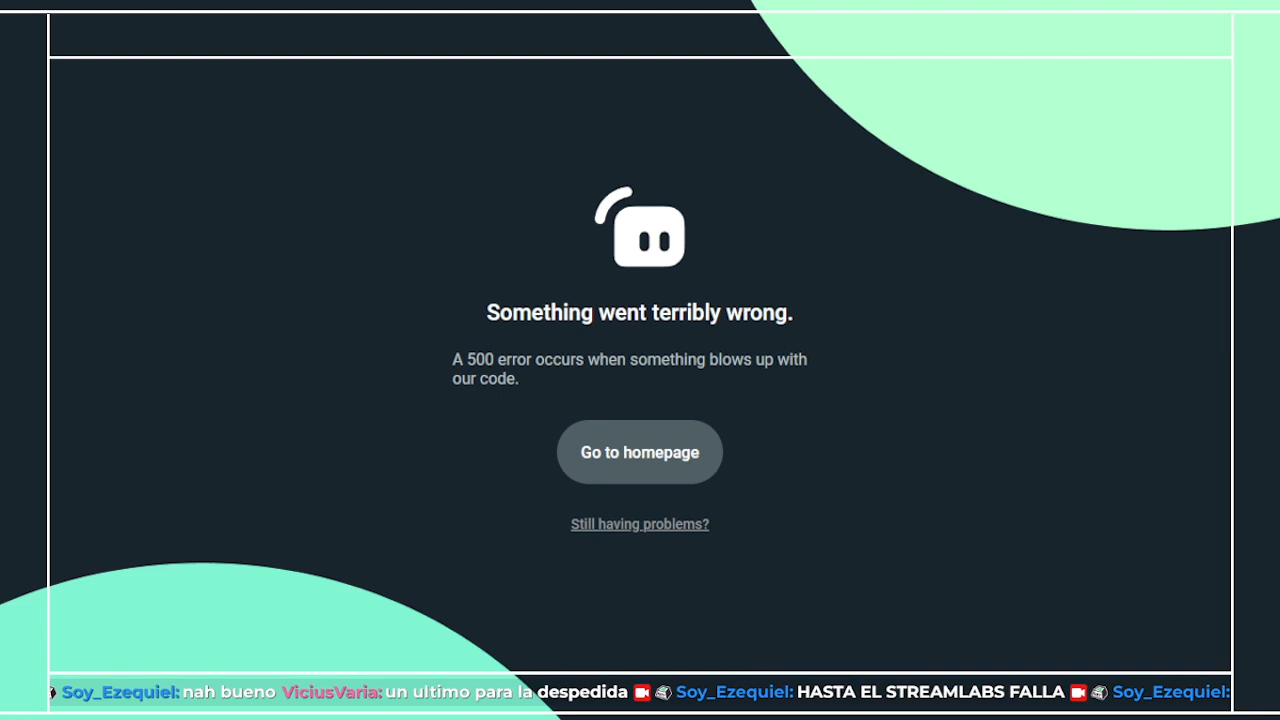 Something went terribly wrong.
A 500 error occurs when something blows up with
our code.
Go to homepage
Still having problems?
Soy_Ezequiel: nah bueno ViciusVaria: un ultimo para la despedida Soy_Ezequiel: HASTA EL STREAMLABS FALLA Soy_Ezequiel: